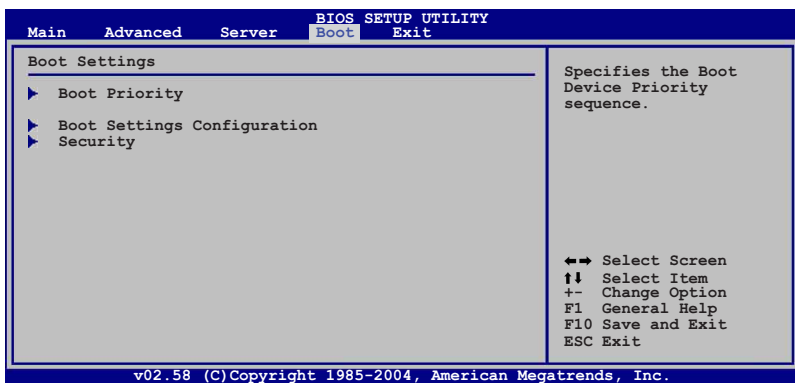 BIOS SETUP UTILITY
Main Advanced Server Boot Exit
Boot Settings
Boot Priority
Boot Settings Configuration
Security
Specifies the Boot
Device Priority
sequence.
←→ Select Screen
↑↓ Select Item
+- Change Option
F1 General Help
F10 Save and Exit
ESC Exit
v02.58 (C)Copyright 1985-2004, American Megatrends, Inc.